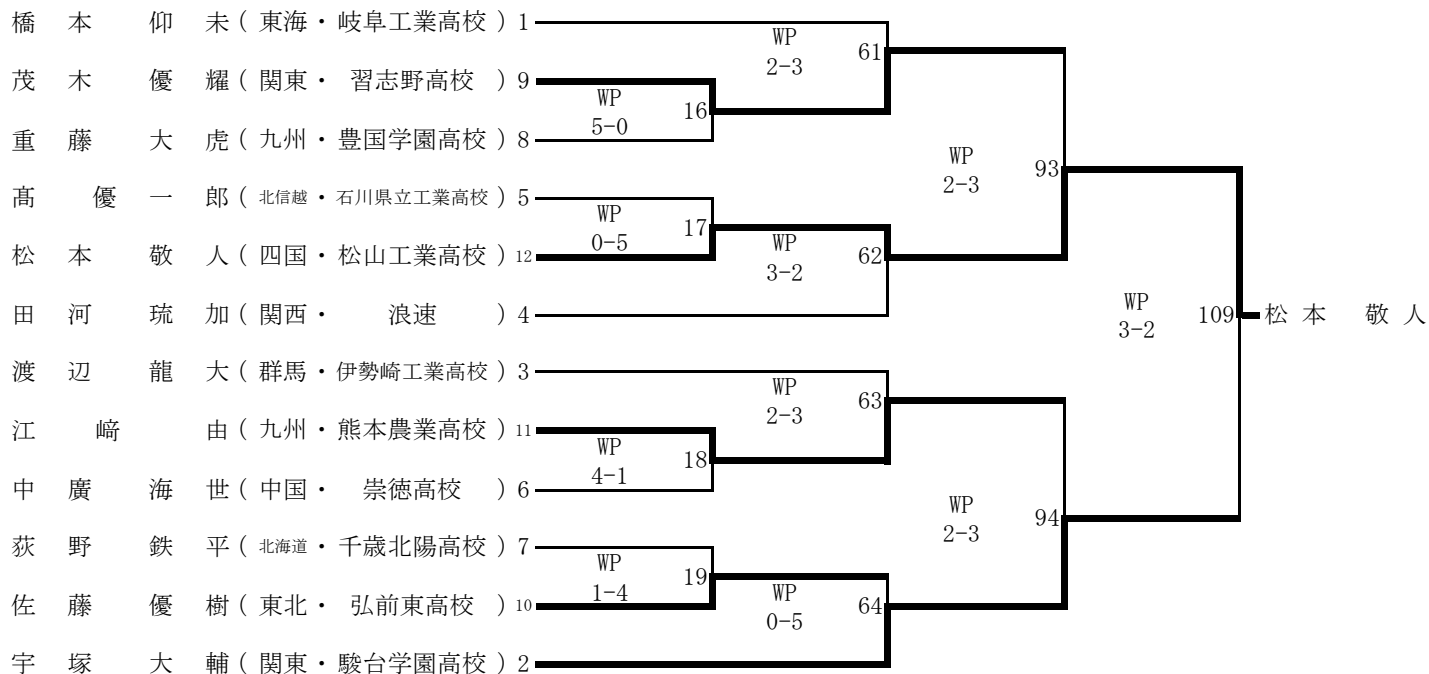 橋本 仰未(東海・岐阜工業高校)1
WP
2-3
61
茂木 優耀(関東・習志野高校)9
WP
5-0
16
重藤 大虎(九州・豊国学園高校)8
WP
2-3
93
髙 優一郎(北信越・石川県立工業高校)5
WP
0-5
17
松本 敬人(四国・松山工業高校)12
WP
3-2
62
田河 琉加(関西・浪速)4
WP
3-2
109
松本 敬人
渡辺 龍大(群馬・伊勢崎工業高校)3
WP
2-3
63
江﨑 由(九州・熊本農業高校)11
WP
4-1
18
中廣 海世(中国・崇徳高校)6
WP
2-3
94
荻野 鉄平(北海道・千歳北陽高校)7
WP
1-4
19
佐藤 優樹(東北・弘前東高校)10
WP
0-5
64
宇塚 大輔(関東・駿台学園高校)2